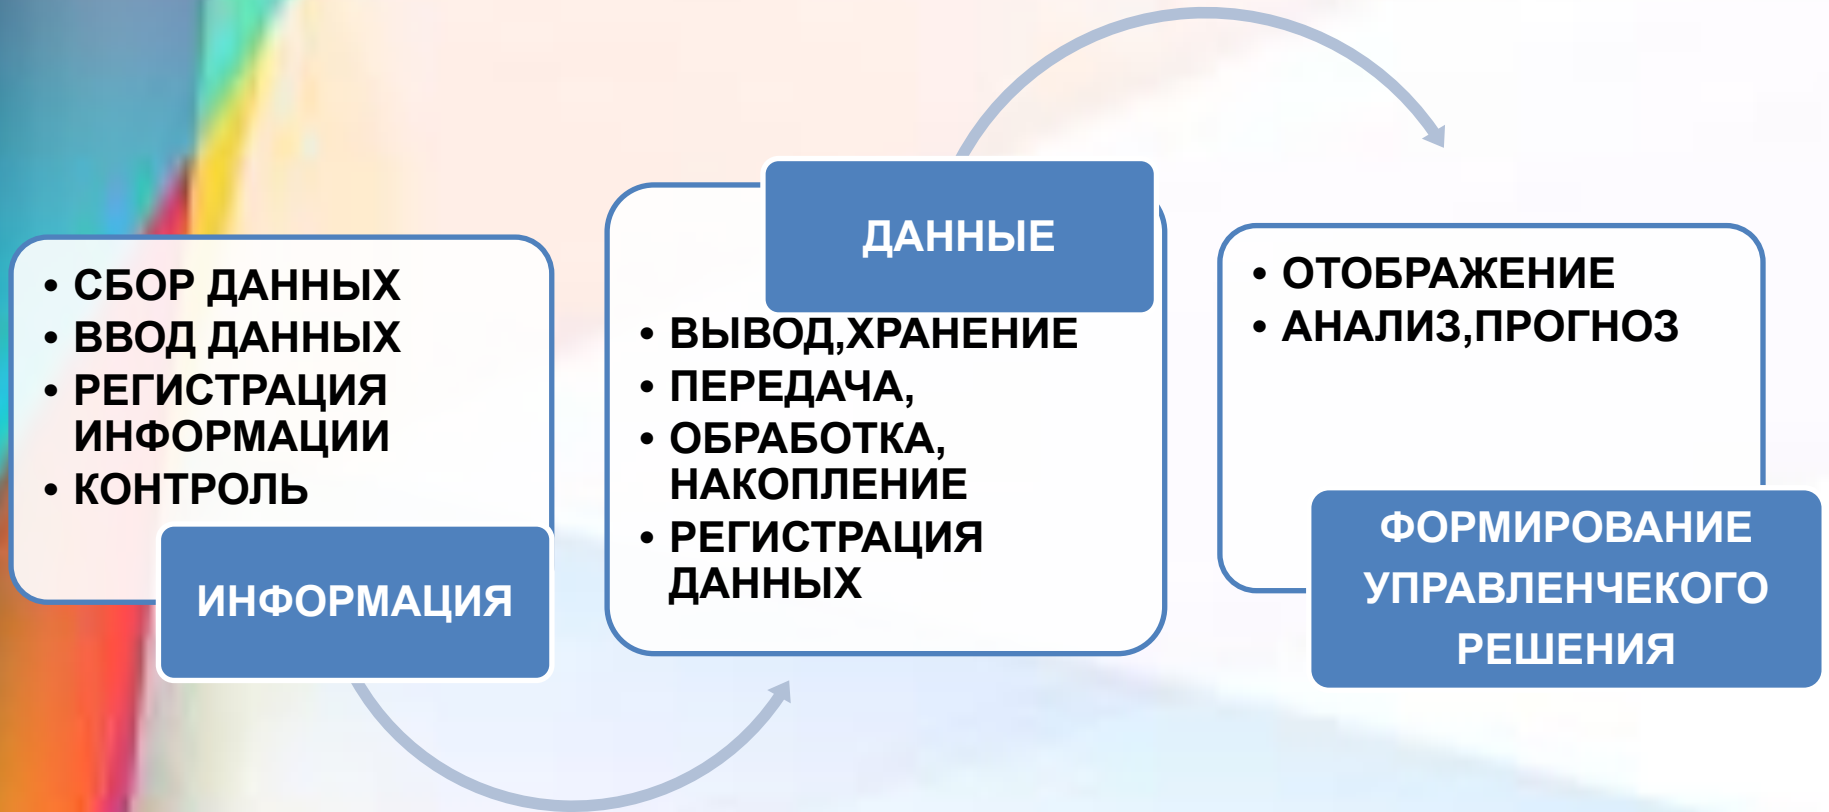 • СБОР ДАННЫХ
• ВВОД ДАННЫХ
• РЕГИСТРАЦИЯ
ИНФОРМАЦИИ
• КОНТРОЛЬ
ИНФОРМАЦИЯ
ДАННЫЕ
• ВЫВОД,ХРАНЕНИЕ
• ПЕРЕДАЧА,
• ОБРАБОТКА,
НАКОПЛЕНИЕ
• РЕГИСТРАЦИЯ
ДАННЫХ
• ОТОБРАЖЕНИЕ
• АНАЛИЗ,ПРОГНОЗ
ФОРМИРОВАНИЕ
УПРАВЛЕНЧЕКОГО
РЕШЕНИЯ